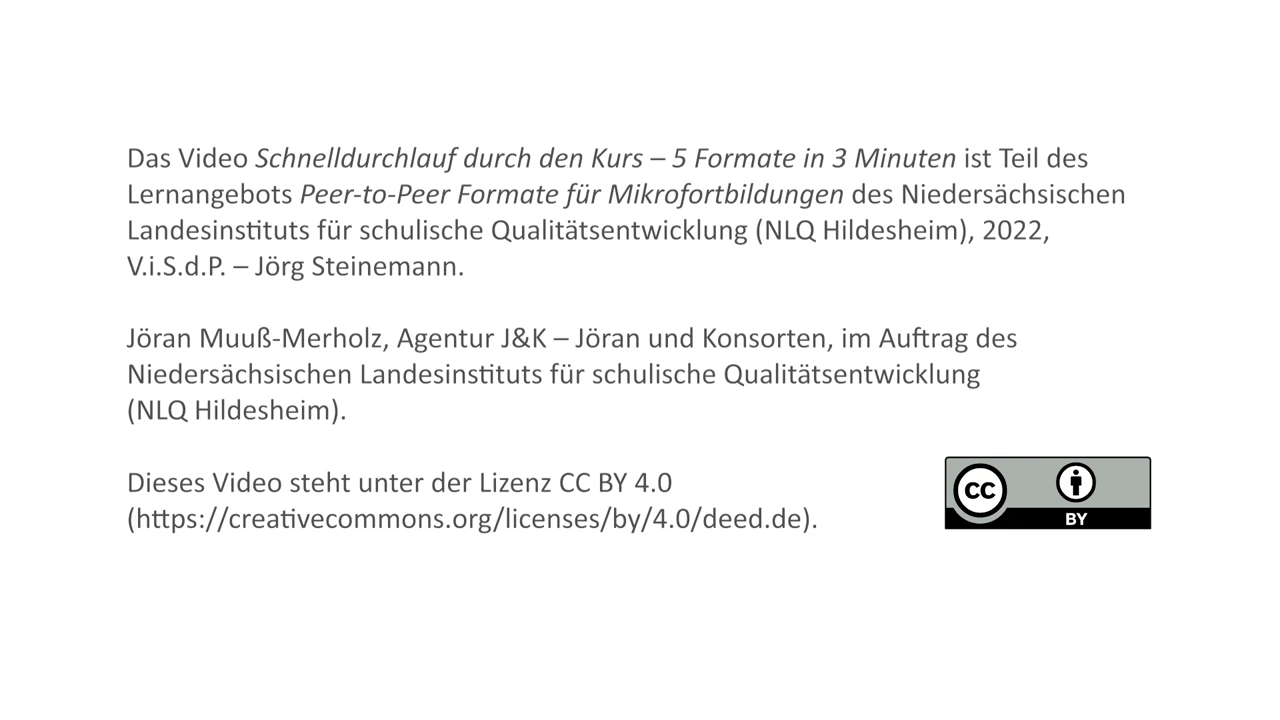 Das Video Schnelldurchlauf durch den Kurs – 5 Formate in 3 Minuten ist Teil des
Lernangebots Peer-to-Peer Formate für Mikrofortbildungen des Niedersächsischen
Landesinstituts für schulische Qualitätsentwicklung (NLQ Hildesheim), 2022,
V.i.S.d.P. – Jörg Steinemann.
Jöran Muuß-Merholz, Agentur J&K – Jöran und Konsorten, im Auftrag des
Niedersächsischen Landesinstituts für schulische Qualitätsentwicklung
(NLQ Hildesheim).
Dieses Video steht unter der Lizenz CC BY 4.0
(https://creativecommons.org/licenses/by/4.0/deed.de).
CC
BY